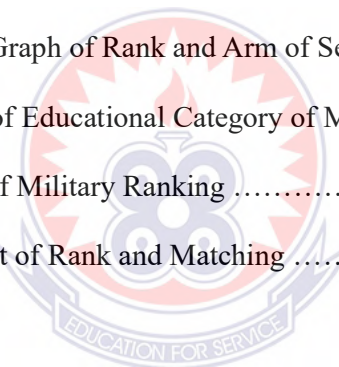 Graph of Rank and Arm of Se
of Educational Category of M
of Military Ranking …………
t of Rank and Matching ……
EDUCATION FOR SERVICE